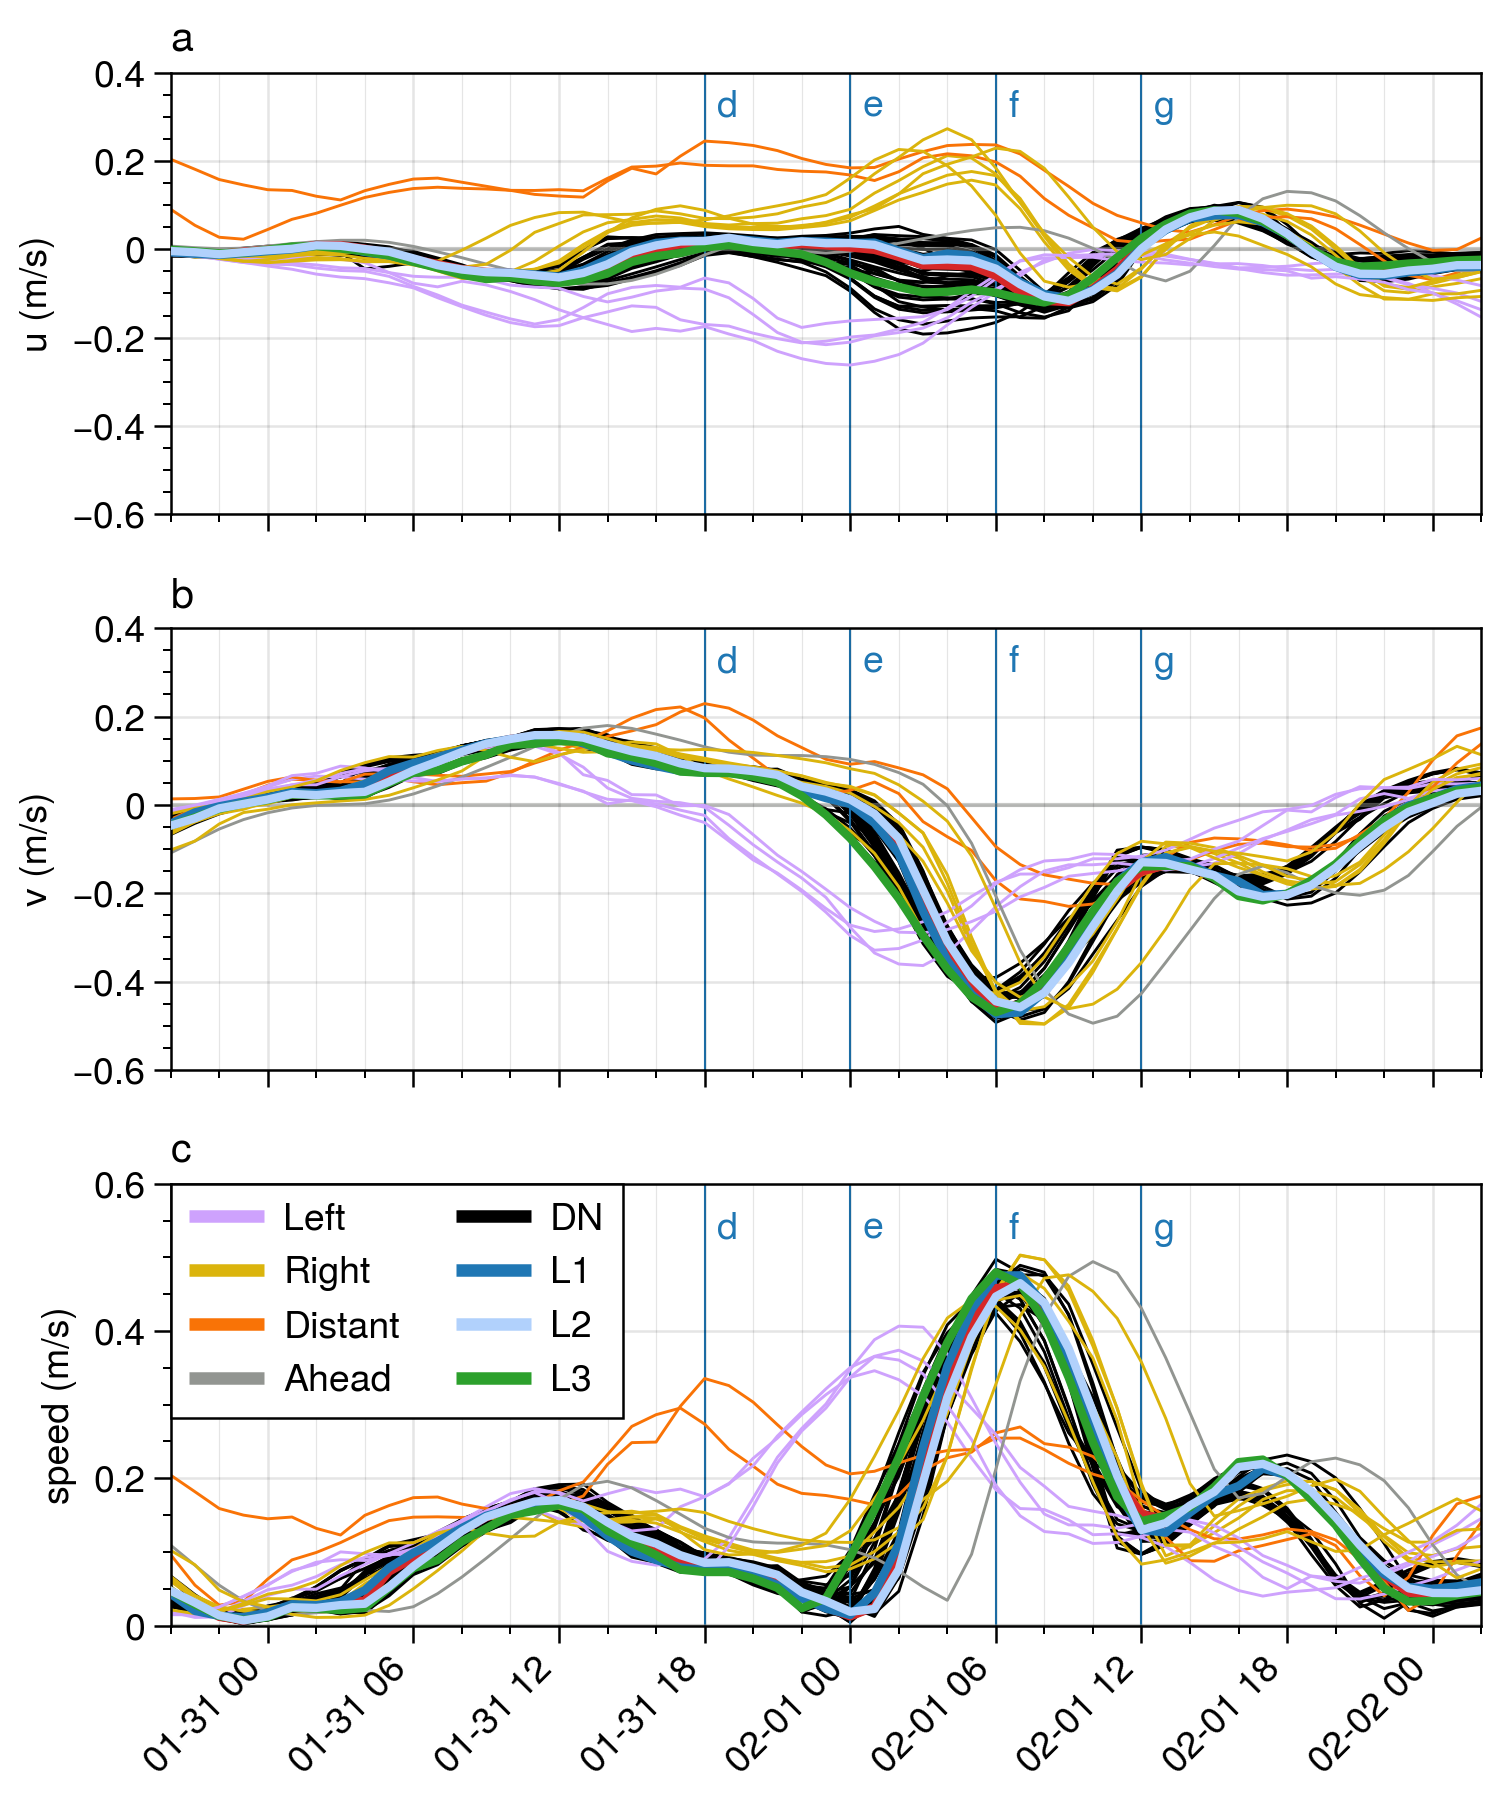 a
0.4
0.2
0
−0.2
−0.4
−0.6
u (m/s)
d e f g
b
0.4
0.2
0
−0.2
−0.4
−0.6
v (m/s)
d e f g
c
0.6
0.4
0.2
0
speed (m/s)
d e f g
Left DN
Right L1
Distant L2
Ahead L3
01-31 00 01-31 06 01-31 12 01-31 18 02-01 00 02-01 06 02-01 12 02-01 18 02-02 00